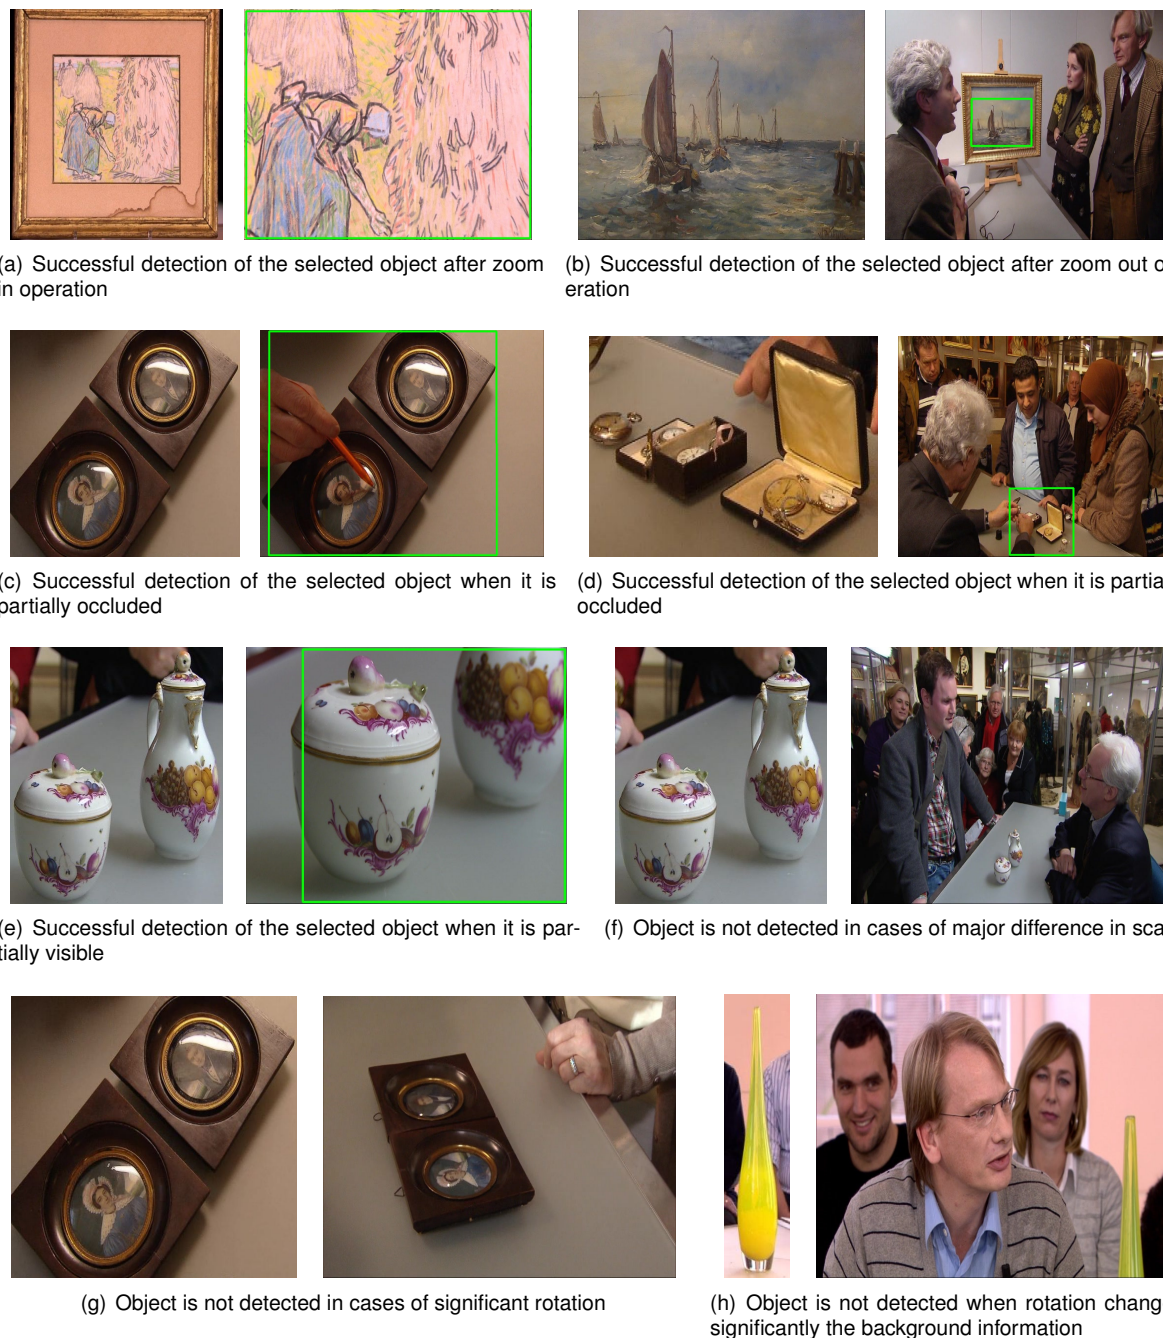 (a) Successful detection of the selected object after zoom
in operation
(b) Successful detection of the selected object after zoom out o
eration
(c) Successful detection of the selected object when it is
partially occluded
(d) Successful detection of the selected object when it is partia
occluded
(e) Successful detection of the selected object when it is par-
tially visible
(f) Object is not detected in cases of major difference in sca
(g) Object is not detected in cases of significant rotation
(h) Object is not detected when rotation chang
significantly the background information